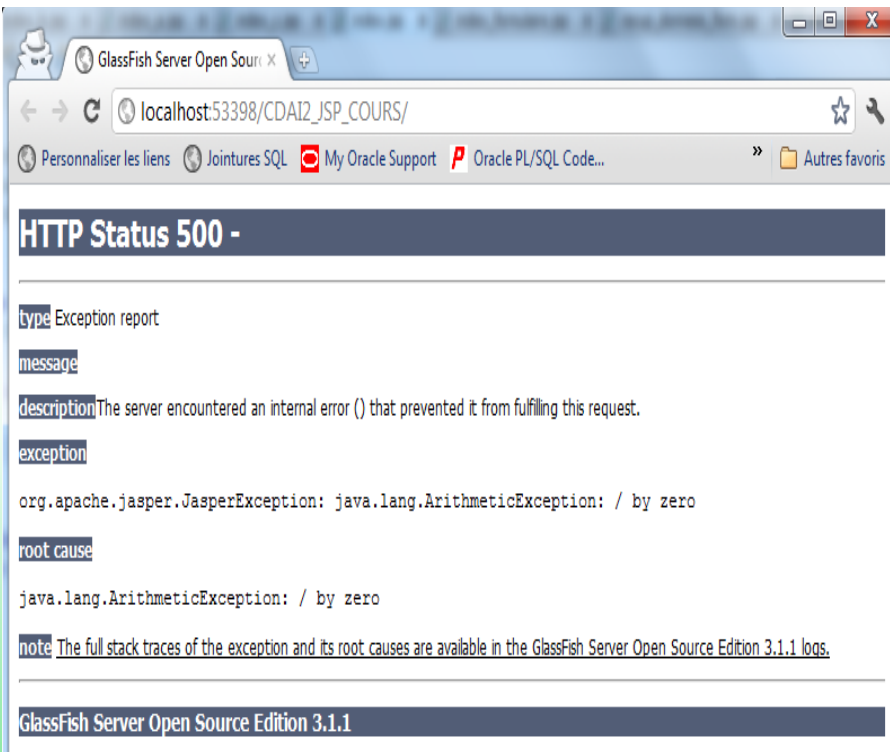 GlassFish Server Open Sour
localhost:53398/CDAI2_JSP_COURS/
Personnaliser les liens Jointures SQL My Oracle Support Oracle PL/SQL Code... » Autres favoris
HTTP Status 500 -
type Exception report
message
description The server encountered an internal error () that prevented it from fulfilling this request.
exception
org.apache.jasper.JasperException: java.lang.ArithmeticException: / by zero
root cause
java.lang.ArithmeticException: / by zero
note The full stack traces of the exception and its root causes are available in the GlassFish Server Open Source Edition 3.1.1 logs.
GlassFish Server Open Source Edition 3.1.1